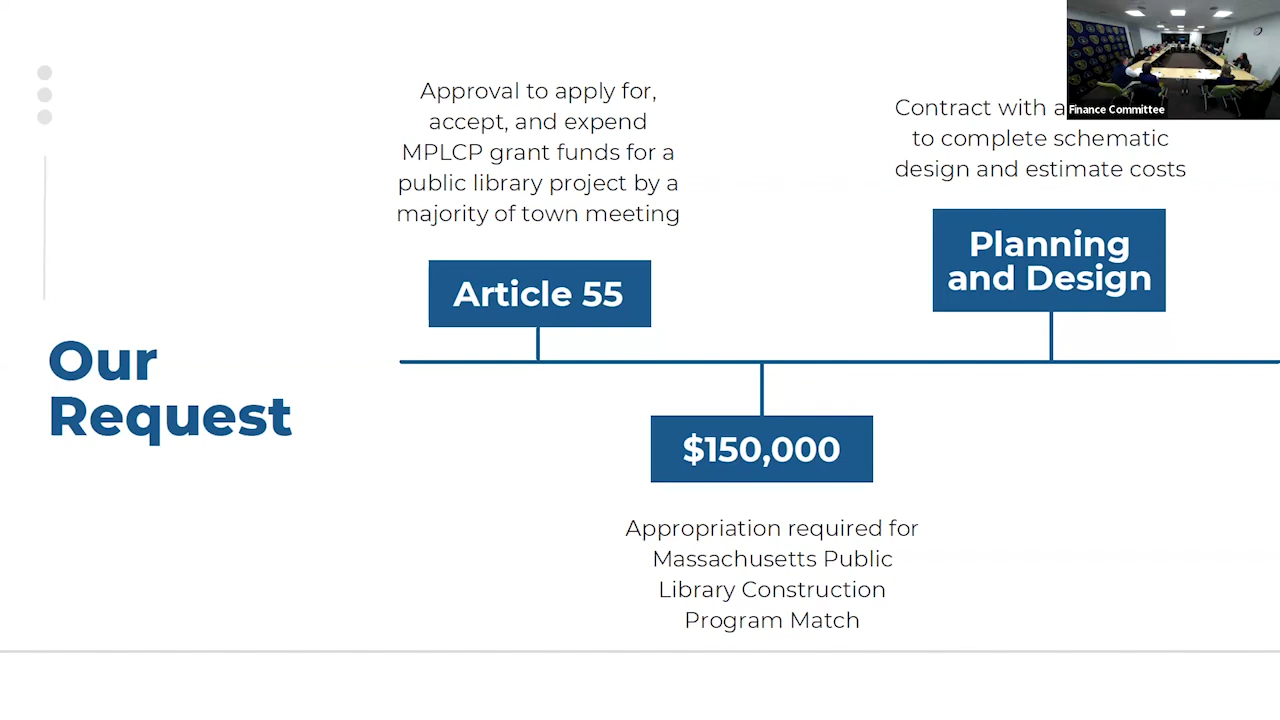 Our
Request
Approval to apply for,
accept, and expend
MPLCP grant funds for a
public library project by a
majority of town meeting
Article 55
$150,000
Appropriation required for
Massachusetts Public
Library Construction
Program Match
Contract with a
to complete schematic
design and estimate costs
Planning
and Design
Finance Committee